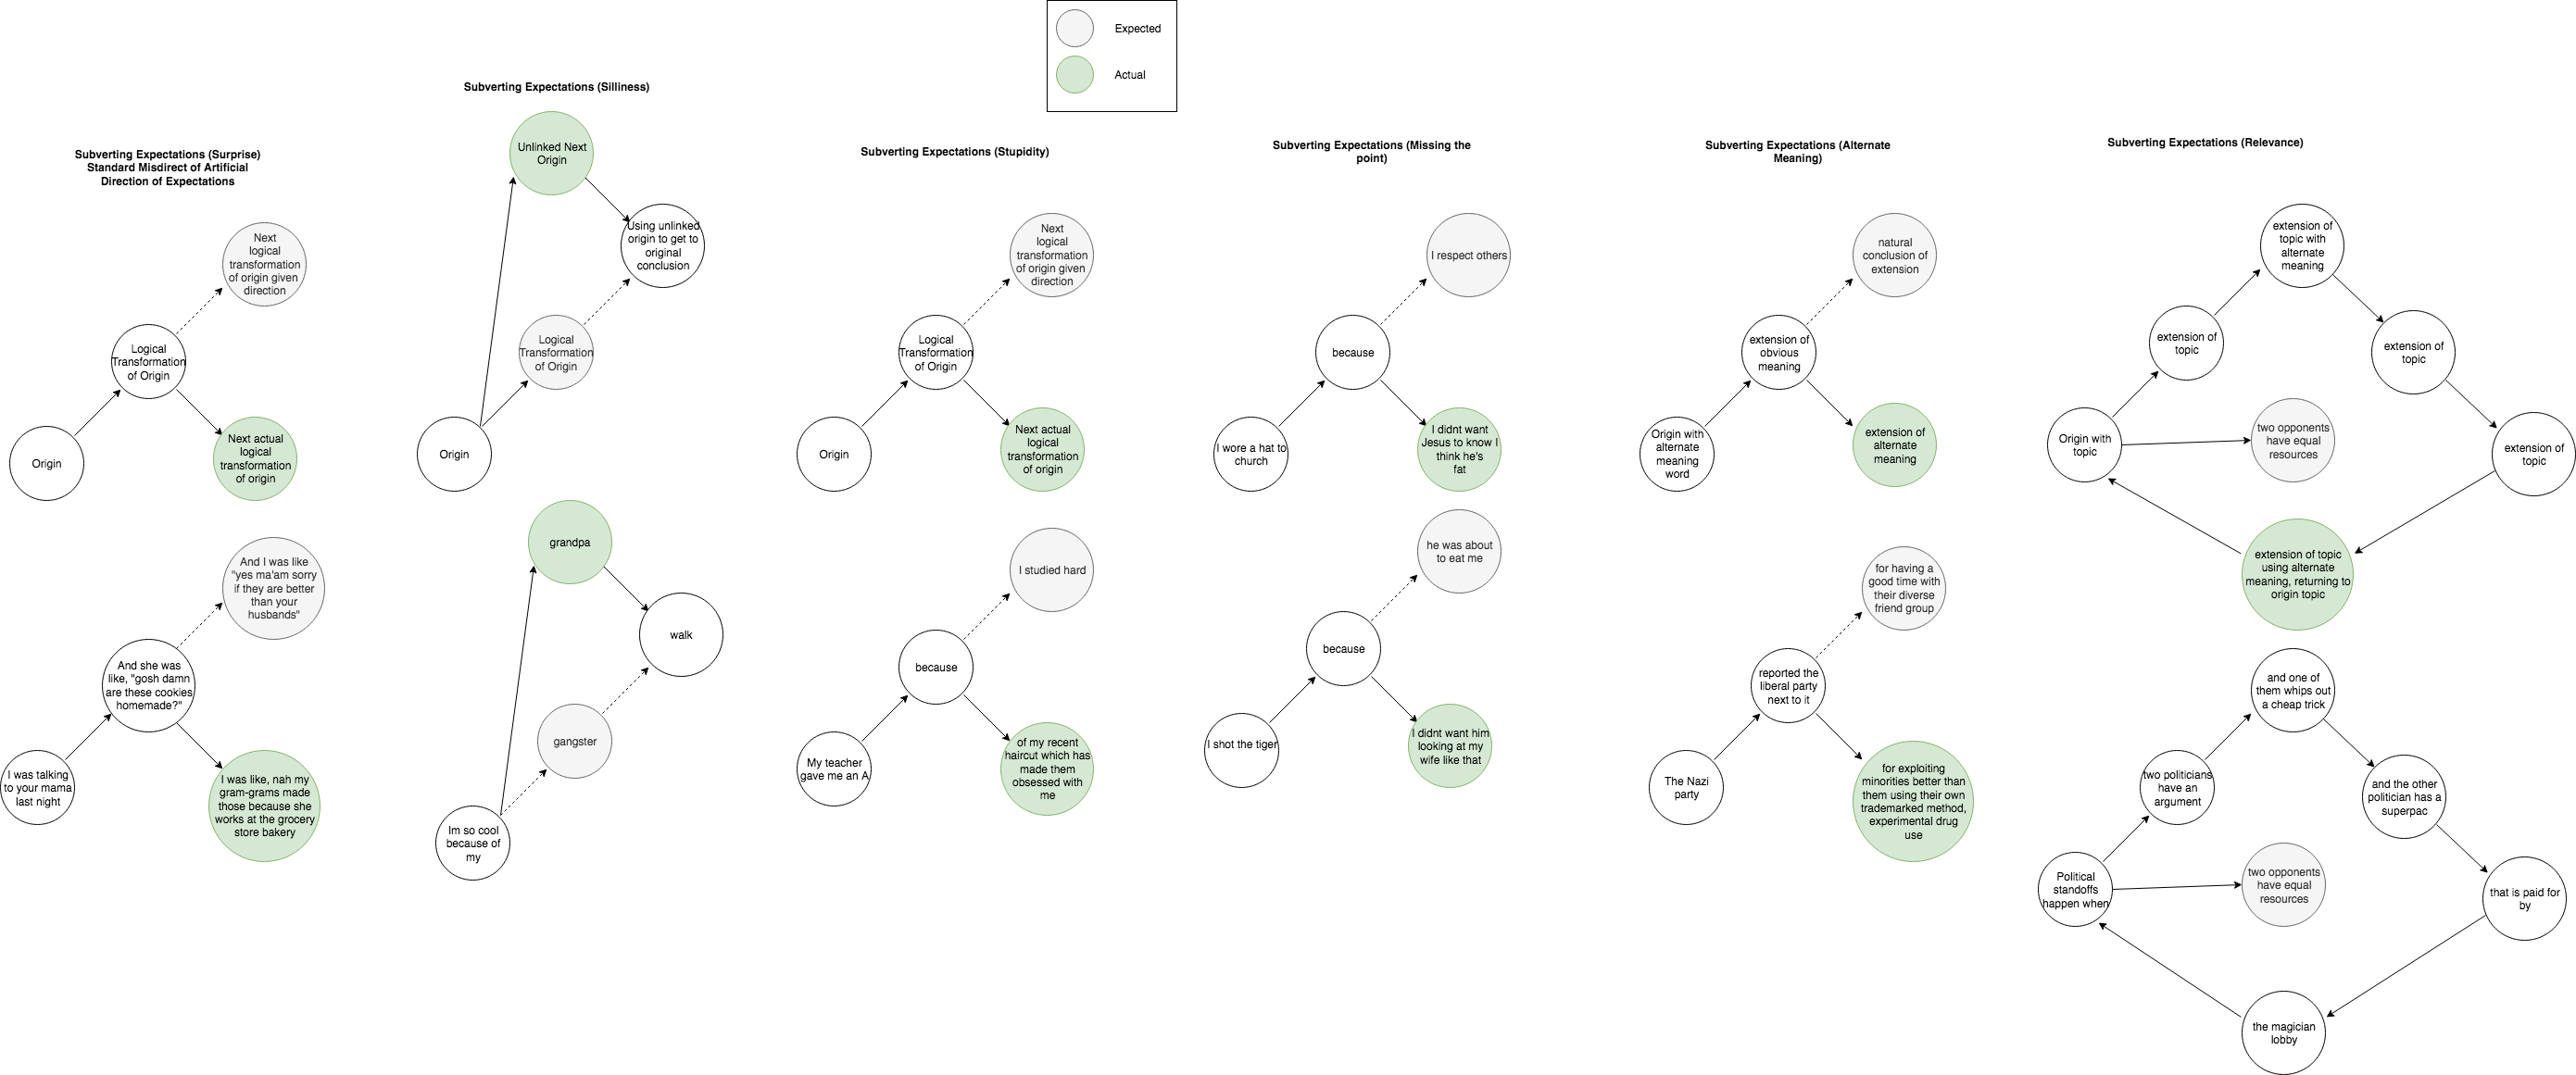 Expected
Actual
Subverting Expectations (Surprise)
Standard Misdirect of Artificial
Direction of Expectations
Next
logical
transformation
of origin given
direction
Logical
Transformation
of Origin
Origin
Next actual
logical
transformation
of origin
And I was like
"yes ma'am sorry
if they are better
than your
husbands"
And she was
like, "gosh damn
are these cookies
homemade?"
I was talking
to your mama
last night
I was like, nah my
gram-grams made
those because she
works at the grocery
store bakery
Subverting Expectations (Silliness)
Unlinked Next
Origin
Using unlinked
origin to get to
original
conclusion
Logical
Transformation
of Origin
Origin
grandpa
walk
gangster
Im so cool
because of
my
Subverting Expectations (Stupidity)
Next
logical
transformation
of origin given
direction
Logical
Transformation
of Origin
Origin
Next actual
logical
transformation
of origin
I studied hard
because
My teacher
gave me an A
of my recent
haircut which has
made them
obsessed with
me
Subverting Expectations (Missing the
point)
I respect others
because
I wore a hat to
church
I didnt want
Jesus to know I
think he's
fat
he was about
to eat me
because
I shot the tiger
I didnt want him
looking at my
wife like that
Subverting Expectations (Alternate
Meaning)
natural
conclusion of
extension
extension of
obvious
meaning
Origin with
alternate
meaning
word
extension of
alternate
meaning
for having a
good time with
their diverse
friend group
reported the
liberal party
next to it
The Nazi
party
for exploiting
minorities better than
them using their own
trademarked method,
experimental drug
use
Subverting Expectations (Relevance)
extension of
topic with
alternate
meaning
extension of
topic
extension of
topic
Origin with
topic
two opponents
have equal
resources
extension of
topic
extension of topic
using alternate
meaning, returning to
origin topic
and one of
them whips out
a cheap trick
two politicians
have an
argument
and the other
politician has a
superpac
Political
standoffs
happen when
two opponents
have equal
resources
that is paid for
by
the magician
lobby